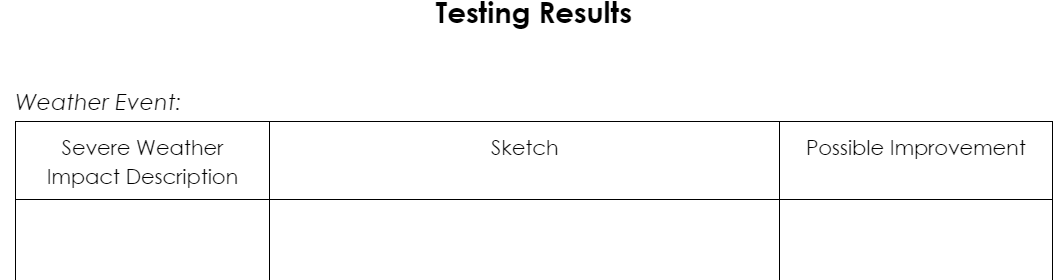 Testing Results
Weather Event:
Severe Weather
Impact Description
Sketch
Possible Improvement